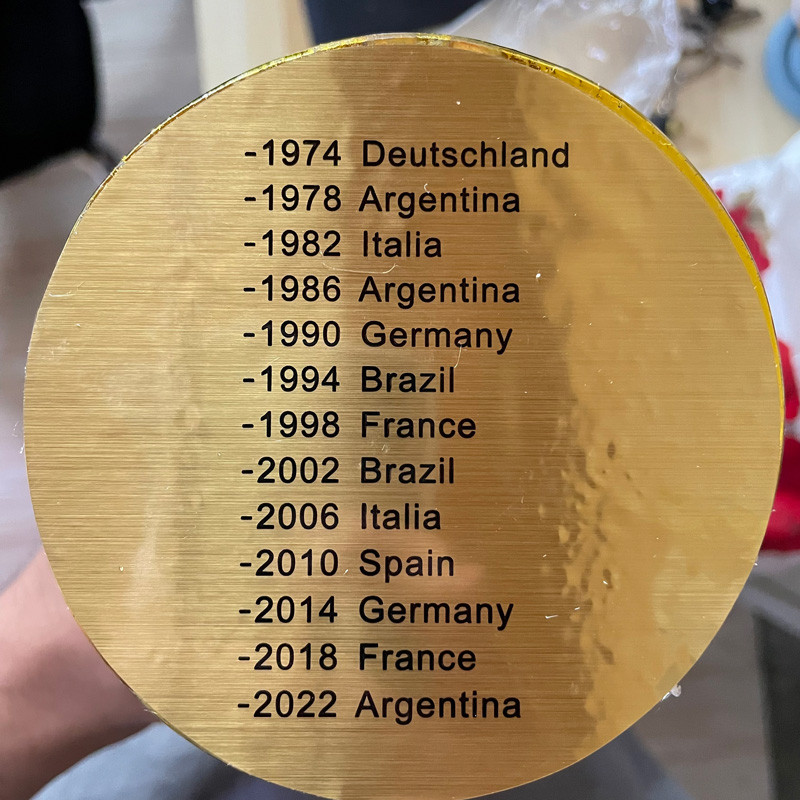 -1974 Deutschland
-1978 Argentina
-1982 Italia
-1986 Argentina
-1990 Germany
-1994 Brazil
-1998 France
-2002 Brazil
-2006 Italia
-2010 Spain
-2014 Germany
-2018 France
-2022 Argentina